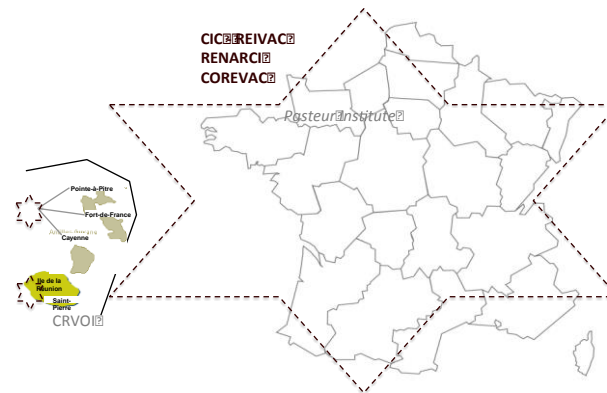 CIC REIVAC
RENARCI
COREVAC
Pasteur Institute
Pointe-à-Pitre
Fort-de-France
Cayenne
Ile de la
Réunion
Saint-
Pierre
CRVOI